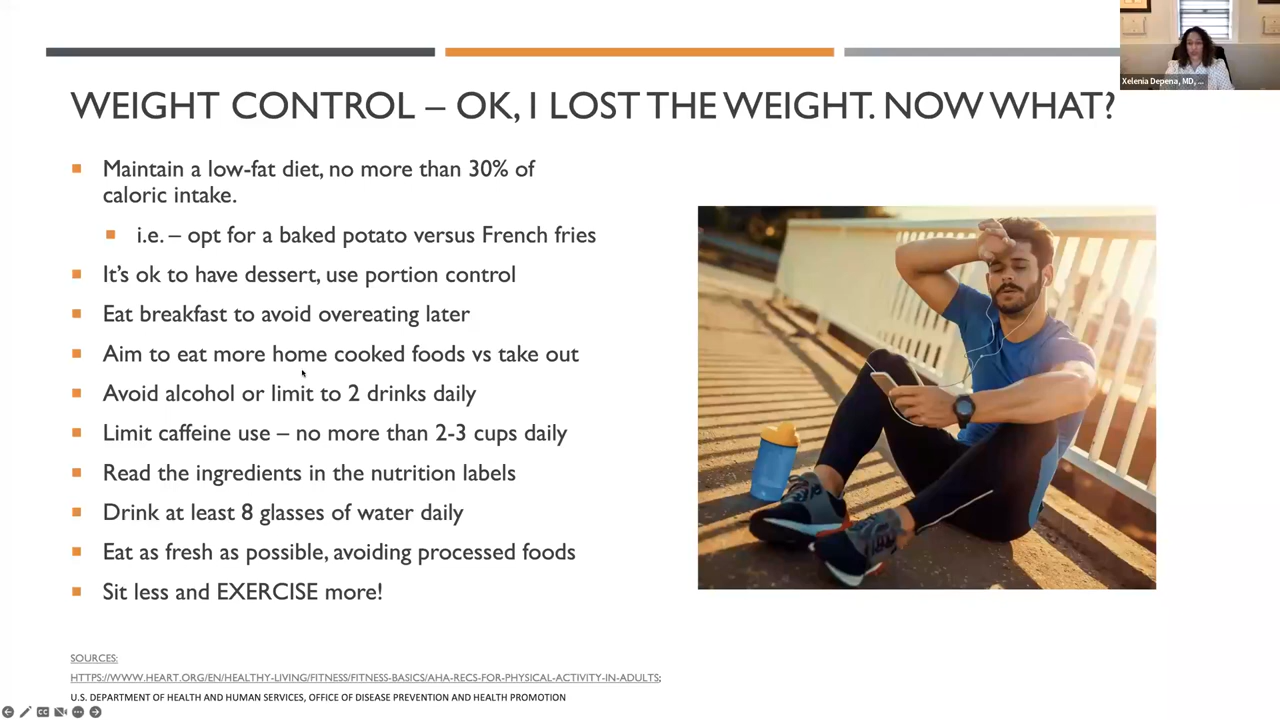 Xelenia Depena, MD, ...
WEIGHT CONTROL – OK, I LOST THE WEIGHT. NOW WHAT?
Maintain a low-fat diet, no more than 30% of
caloric intake.
i.e. – opt for a baked potato versus French fries
It's ok to have dessert, use portion control
Eat breakfast to avoid overeating later
Aim to eat more home cooked foods vs take out
Avoid alcohol or limit to 2 drinks daily
Limit caffeine use – no more than 2-3 cups daily
Read the ingredients in the nutrition labels
Drink at least 8 glasses of water daily
Eat as fresh as possible, avoiding processed foods
Sit less and EXERCISE more!
SOURCES:
HTTPS://WWW.HEART.ORG/EN/HEALTHY-LIVING/FITNESS/FITNESS-BASICS/AHA-RECS-FOR-PHYSICAL-ACTIVITY-IN-ADULTS;
U.S. DEPARTMENT OF HEALTH AND HUMAN SERVICES, OFFICE OF DISEASE PREVENTION AND HEALTH PROMOTION